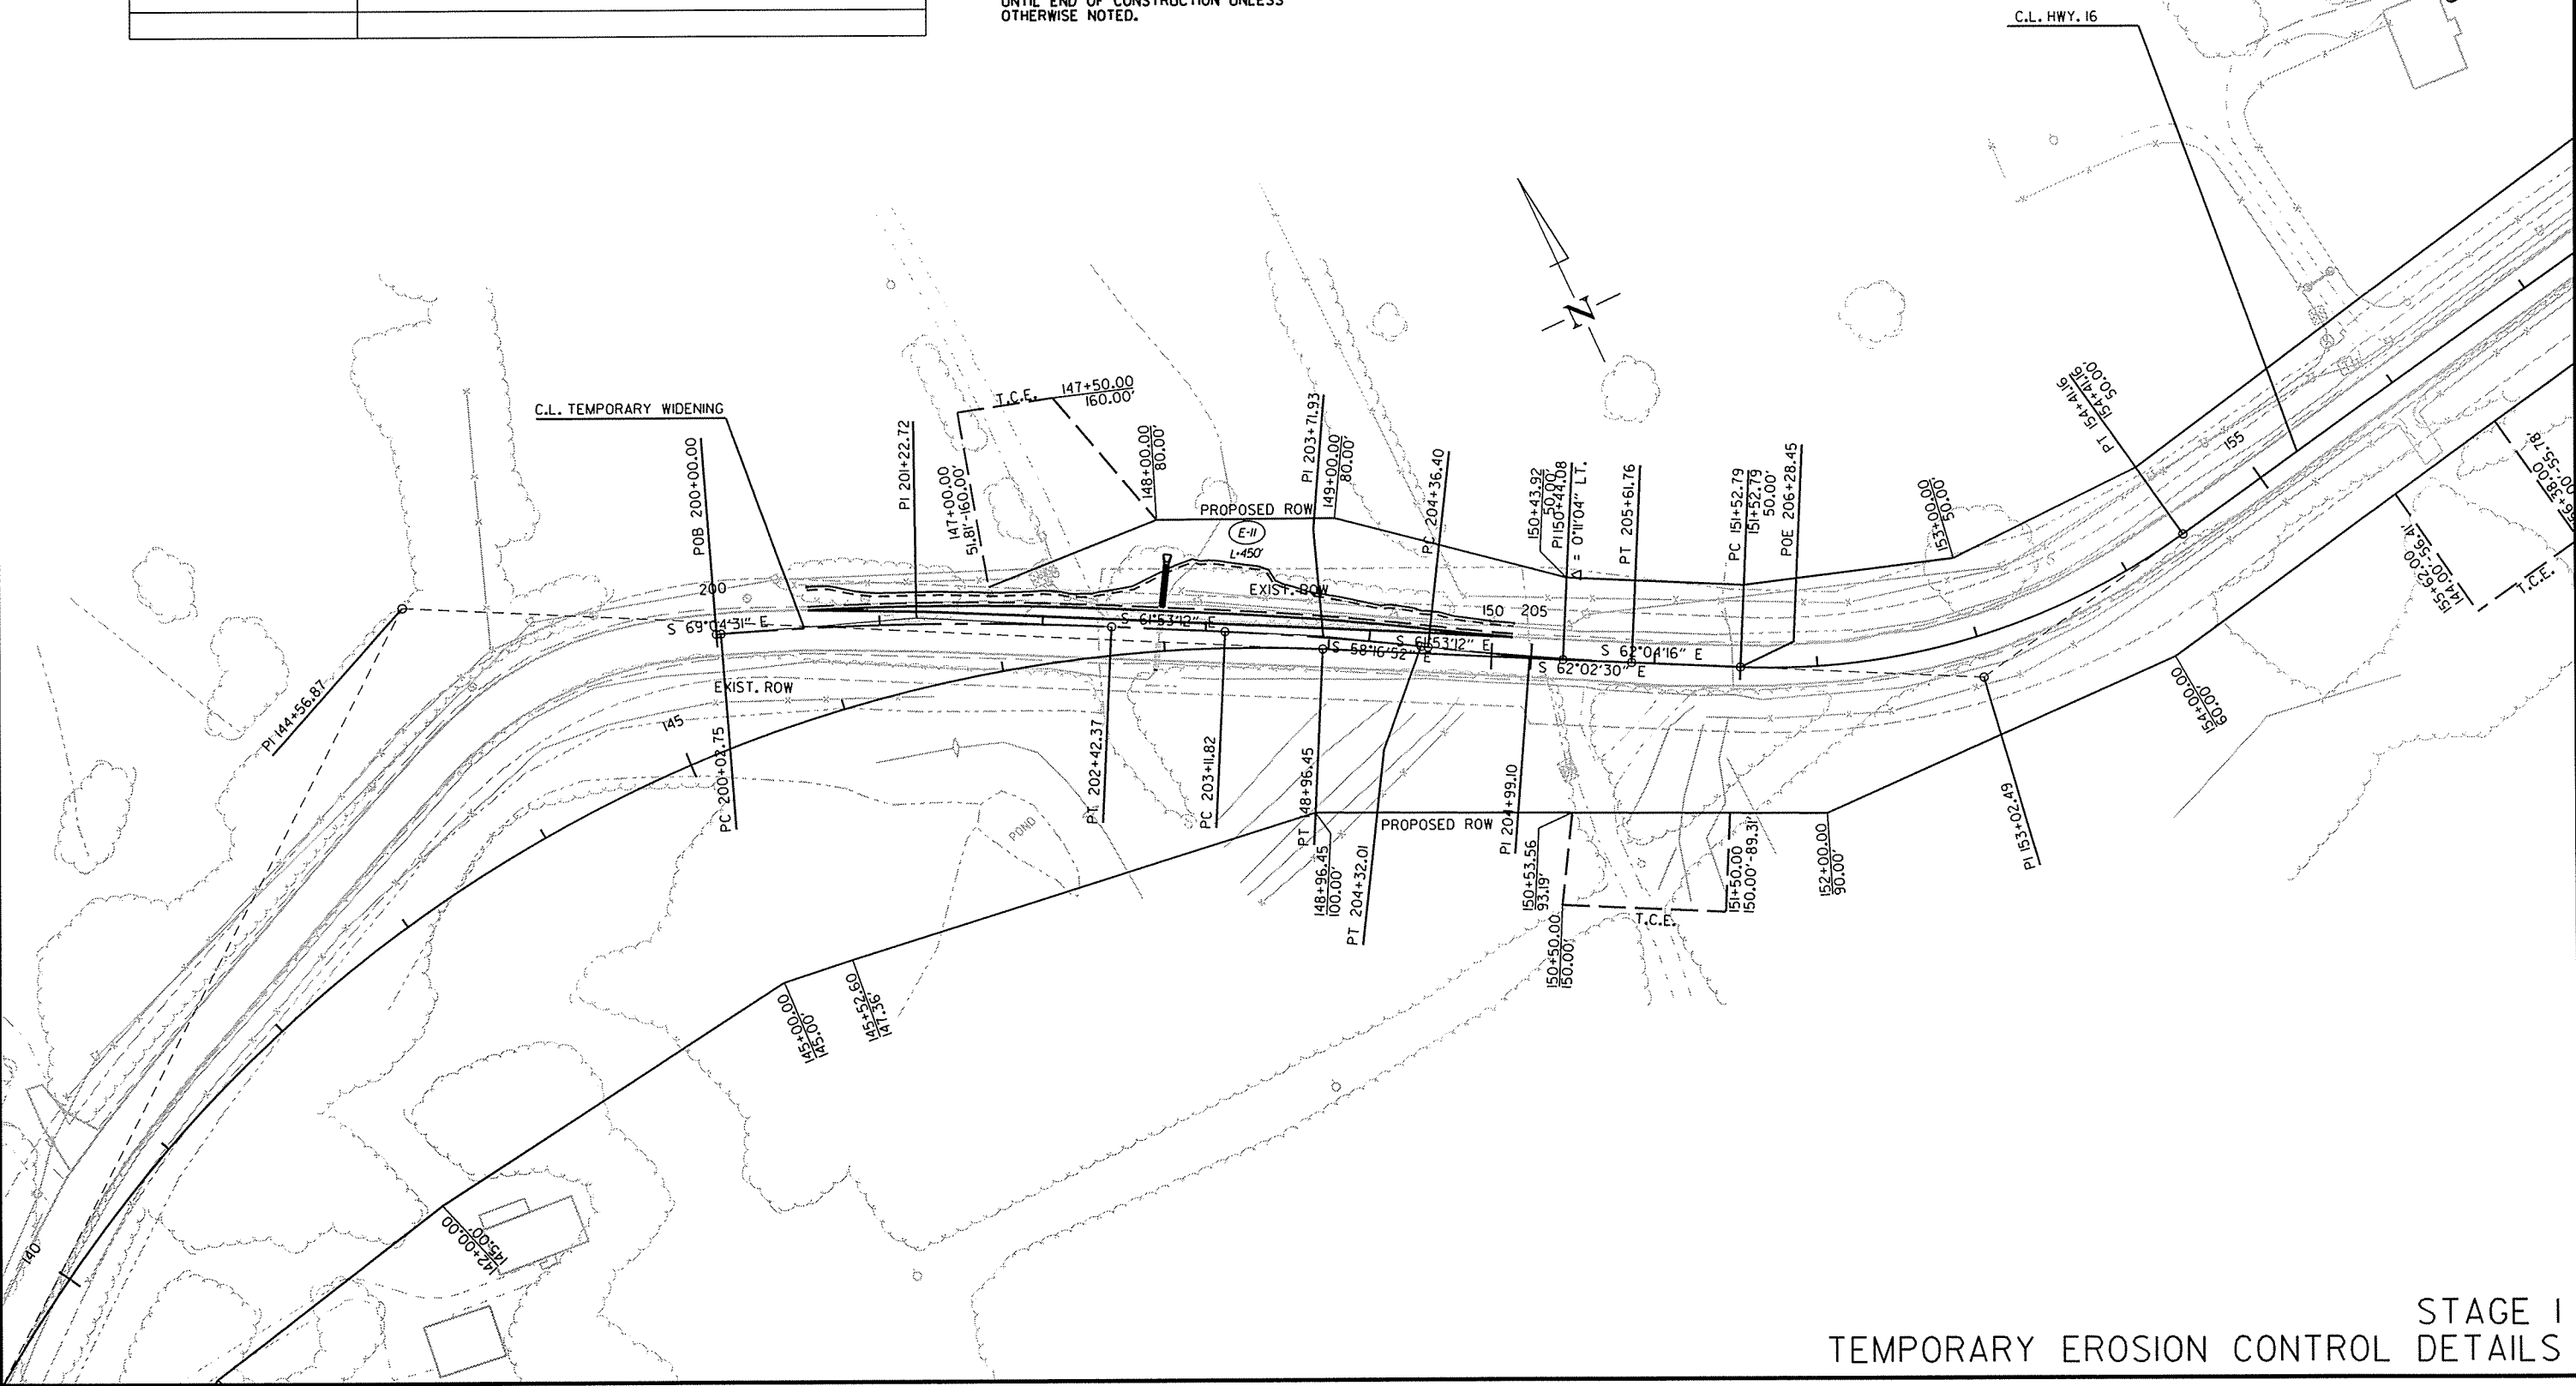 UNTIL END OF CONSTRUCTION UNLESS
OTHERWISE NOTED.
C.L. HWY. 16
C.L. TEMPORARY WIDENING
POB 200+00.00
PI 201+22.72
T.C.E.
147+50.00
160.00'
147+00.00
51.81'-160.00'
148+00.00
80.00'
PI 203+71.93
149+00.00
80.00'
PC 204+36.40
150+43.92
50.00'
PI 150+44.08
Δ = 0°11'04" LT.
PT 205+61.76
PC 151+52.79
151+52.79
50.00'
POE 206+28.45
153+00.00
50.00'
PT 154+41.16
154+41.16
50.00'
155
N
PROPOSED ROW
E-11
L=450'
EXIST. ROW
200
150
205
S 69°04'31" E
S 61°53'12" E
S 61°53'12" E
S 58°16'52" E
S 62°04'16" E
S 62°02'30" E
EXIST. ROW
145
PI 144+56.87
PC 200+02.75
PT 202+42.37
PC 203+11.82
PT 148+96.45
148+96.45
100.00'
PT 204+32.01
PROPOSED ROW
PI 204+99.10
150+53.56
93.19'
150+50.00
150.00'
T.C.E.
151+50.00
150.00'-89.31'
152+00.00
90.00'
PI 153+02.49
154+00.00
60.00'
155+62.00
144.00'-56.41'
T.C.E.
POND
145+00.00
145.00'
145+52.60
147.36'
142+00.00
145.00'
140
STAGE 1
TEMPORARY EROSION CONTROL DETAILS